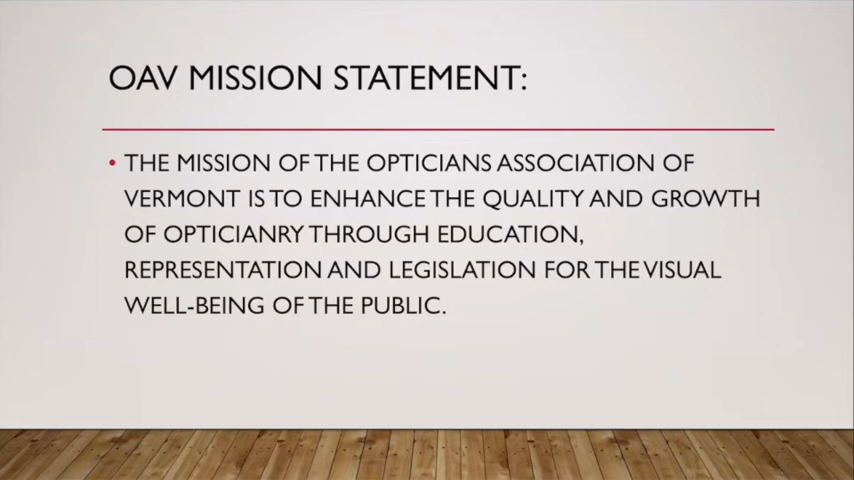 OAV MISSION STATEMENT:
• THE MISSION OF THE OPTICIANS ASSOCIATION OF
VERMONT IS TO ENHANCE THE QUALITY AND GROWTH
OF OPTICIANRY THROUGH EDUCATION,
REPRESENTATION AND LEGISLATION FOR THE VISUAL
WELL-BEING OF THE PUBLIC.